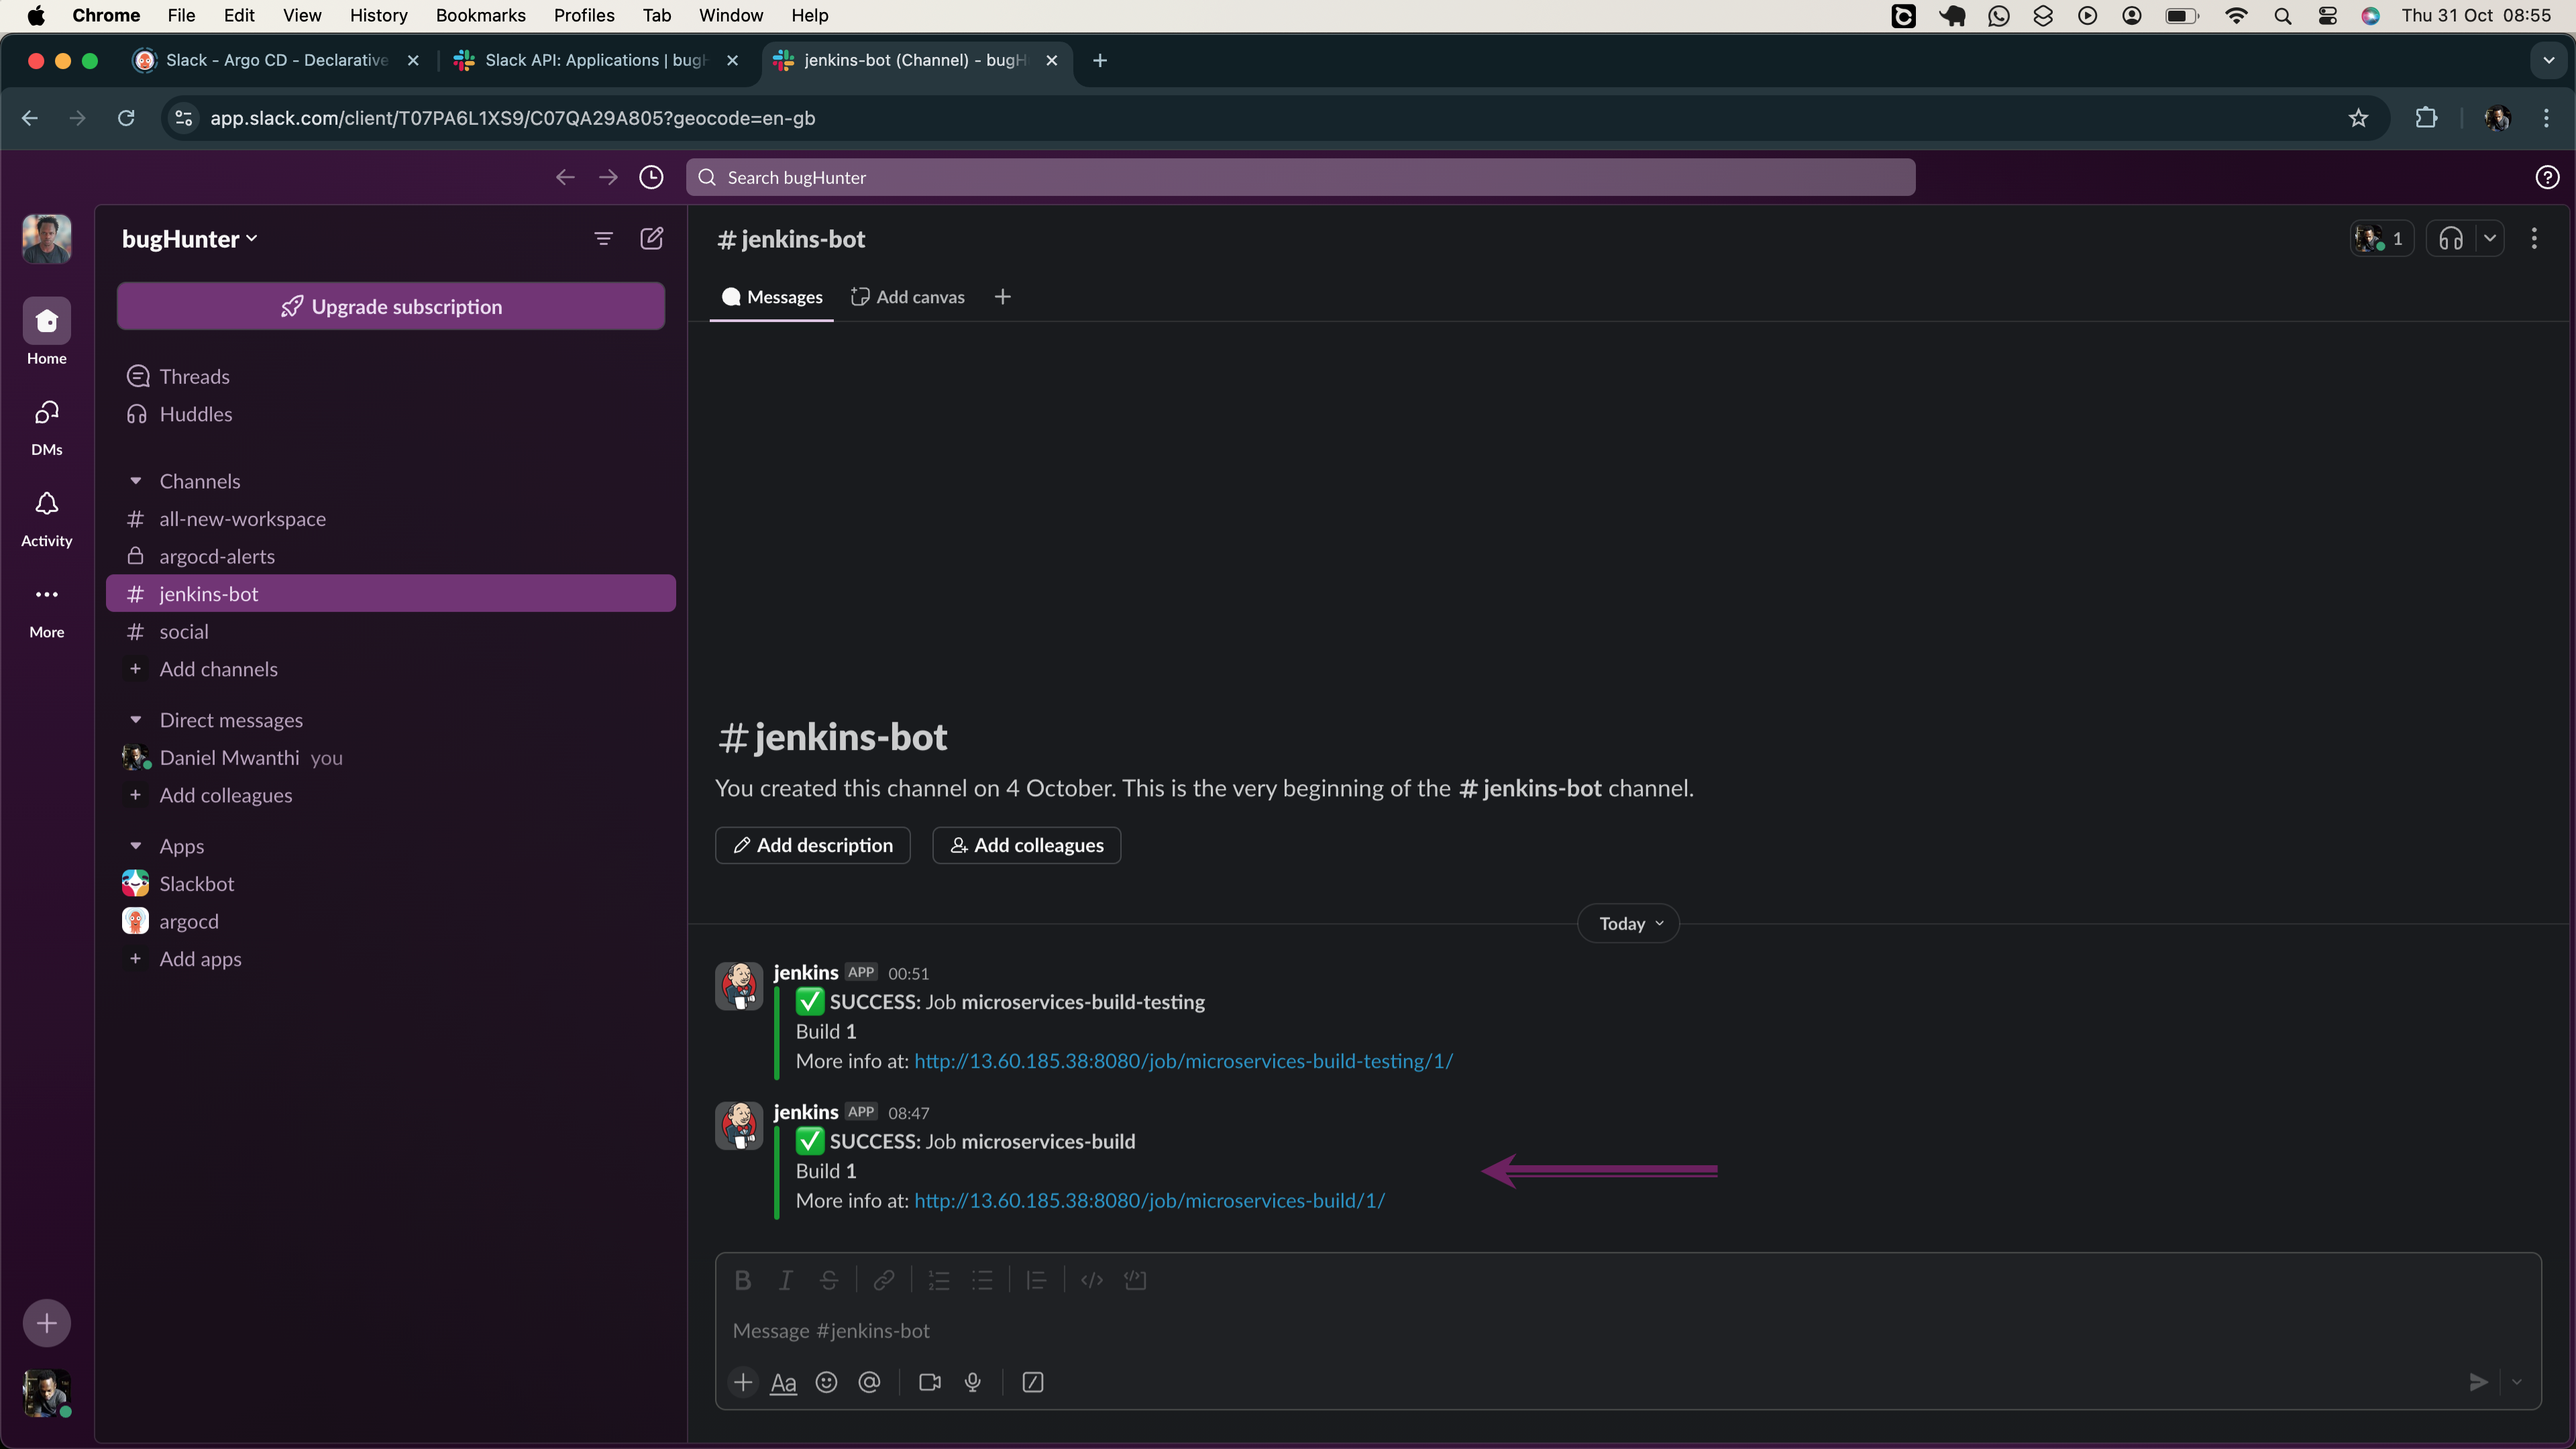 Chrome File Edit View History Bookmarks Profiles Tab Window Help Thu 31 Oct 08:55
Slack - Argo CD - Declarative
Slack API: Applications | bugH
jenkins-bot (Channel) - bugH
app.slack.com/client/T07PA6L1XS9/C07QA29A805?geocode=en-gb
Search bugHunter
Home
DMs
Activity
More
bugHunter
Upgrade subscription
Threads
Huddles
Channels
# all-new-workspace
argocd-alerts
# jenkins-bot
# social
+ Add channels
Direct messages
Daniel Mwanthi you
+ Add colleagues
Apps
Slackbot
argocd
+ Add apps
# jenkins-bot
1
Messages Add canvas +
# jenkins-bot
You created this channel on 4 October. This is the very beginning of the # jenkins-bot channel.
Add description Add colleagues
Today
jenkins APP 00:51
✅ SUCCESS: Job microservices-build-testing
Build 1
More info at: http://13.60.185.38:8080/job/microservices-build-testing/1/
jenkins APP 08:47
✅ SUCCESS: Job microservices-build
Build 1
More info at: http://13.60.185.38:8080/job/microservices-build/1/
B I S
Message #jenkins-bot
+ Aa @